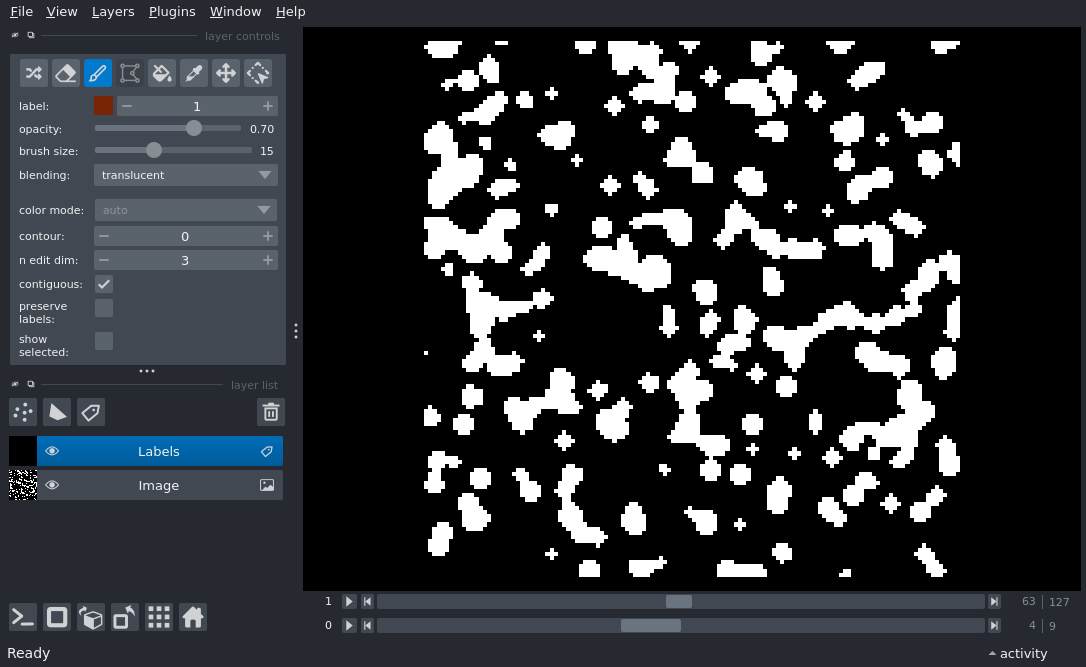 File View Layers Plugins Window Help
layer controls
label: 1
opacity: 0.70
brush size: 15
blending: translucent
color mode: auto
contour: 0
n edit dim: 3
contiguous:
preserve
labels:
show
selected:
layer list
Labels
Image
1 63 127
0 4 9
Ready activity